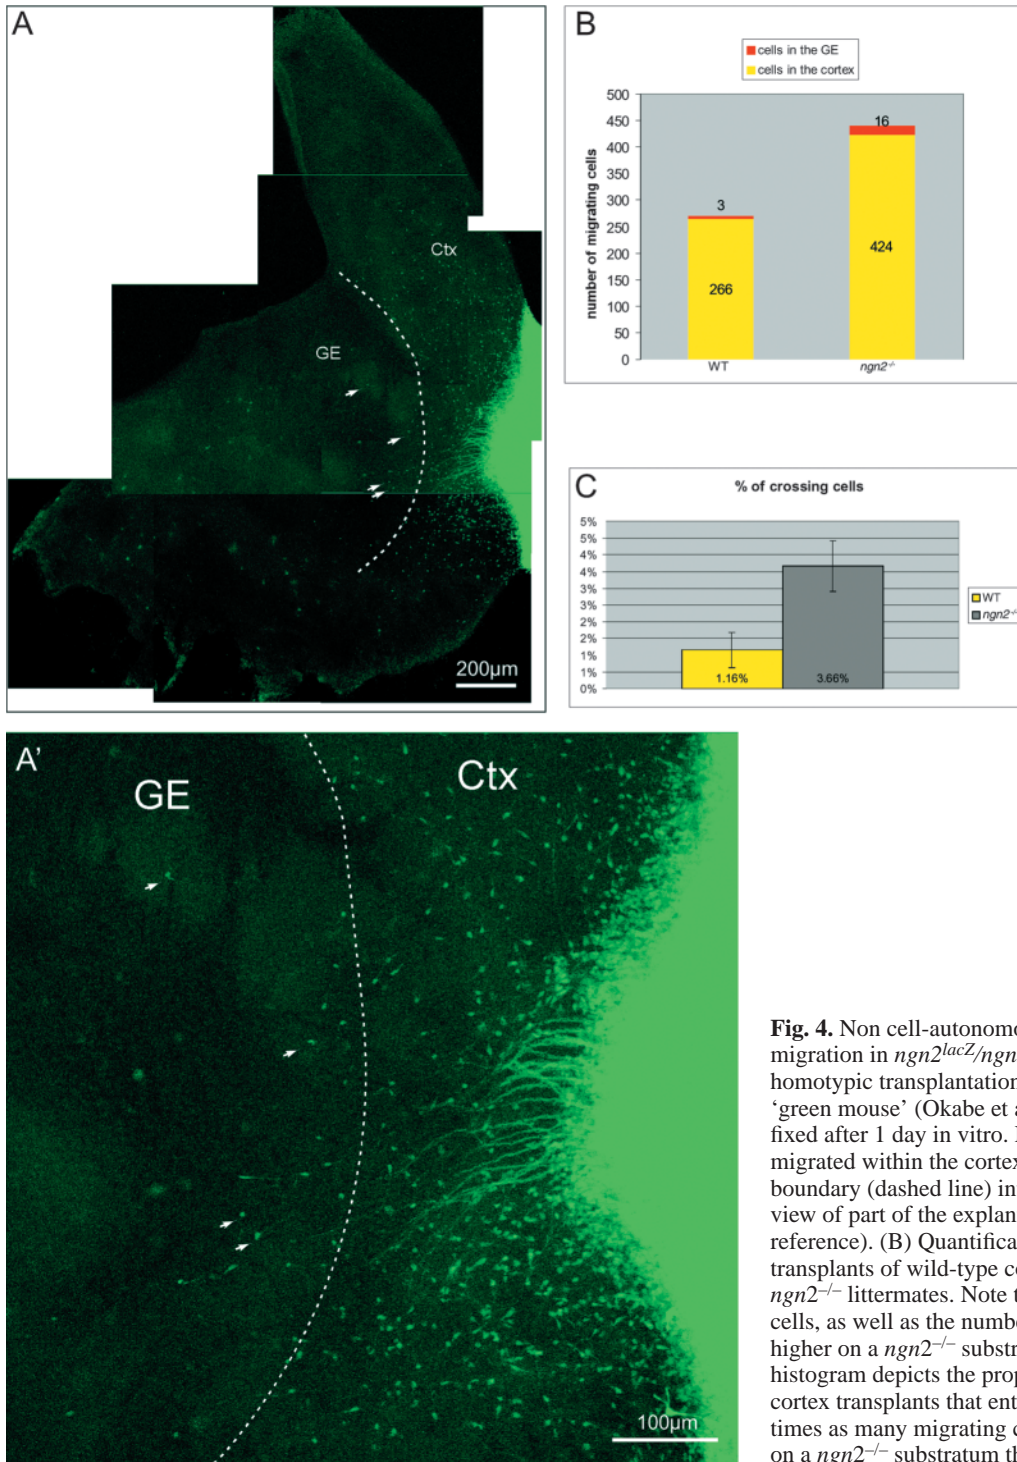 A
Ctx
GE
200µm
B
cells in the GE
cells in the cortex
number of migrating cells
500
450
400
350
300
250
200
150
100
50
0
3
266
16
424
WT
ngn2-/-
C
% of crossing cells
5%
5%
4%
4%
3%
3%
2%
2%
1%
1%
0%
1.16%
3.66%
WT
ngn2-/-
A'
GE
Ctx
100µm
Fig. 4. Non cell-autonomo
migration in ngn2lacZ/ngn
homotypic transplantation
'green mouse' (Okabe et a
fixed after 1 day in vitro.
migrated within the cortex
boundary (dashed line) in
view of part of the explan
reference). (B) Quantifica
transplants of wild-type co
ngn2–/– littermates. Note t
cells, as well as the numbe
higher on a ngn2–/– substr
histogram depicts the prop
cortex transplants that ent
times as many migrating c
on a ngn2–/– substratum th